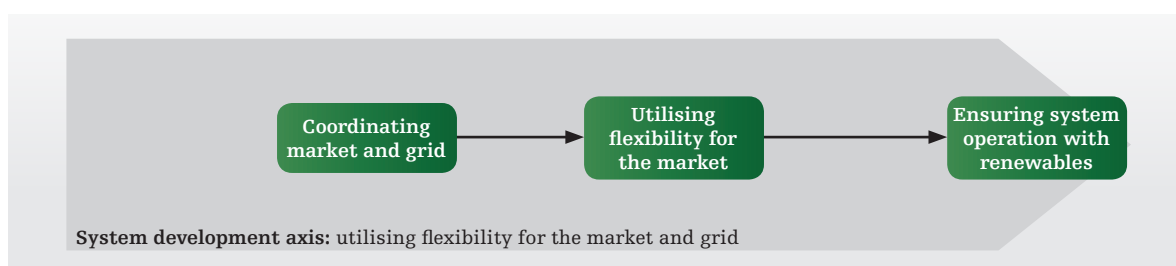 Coordinating
market and grid
Utilising
flexibility for
the market
Ensuring system
operation with
renewables
System development axis: utilising flexibility for the market and grid